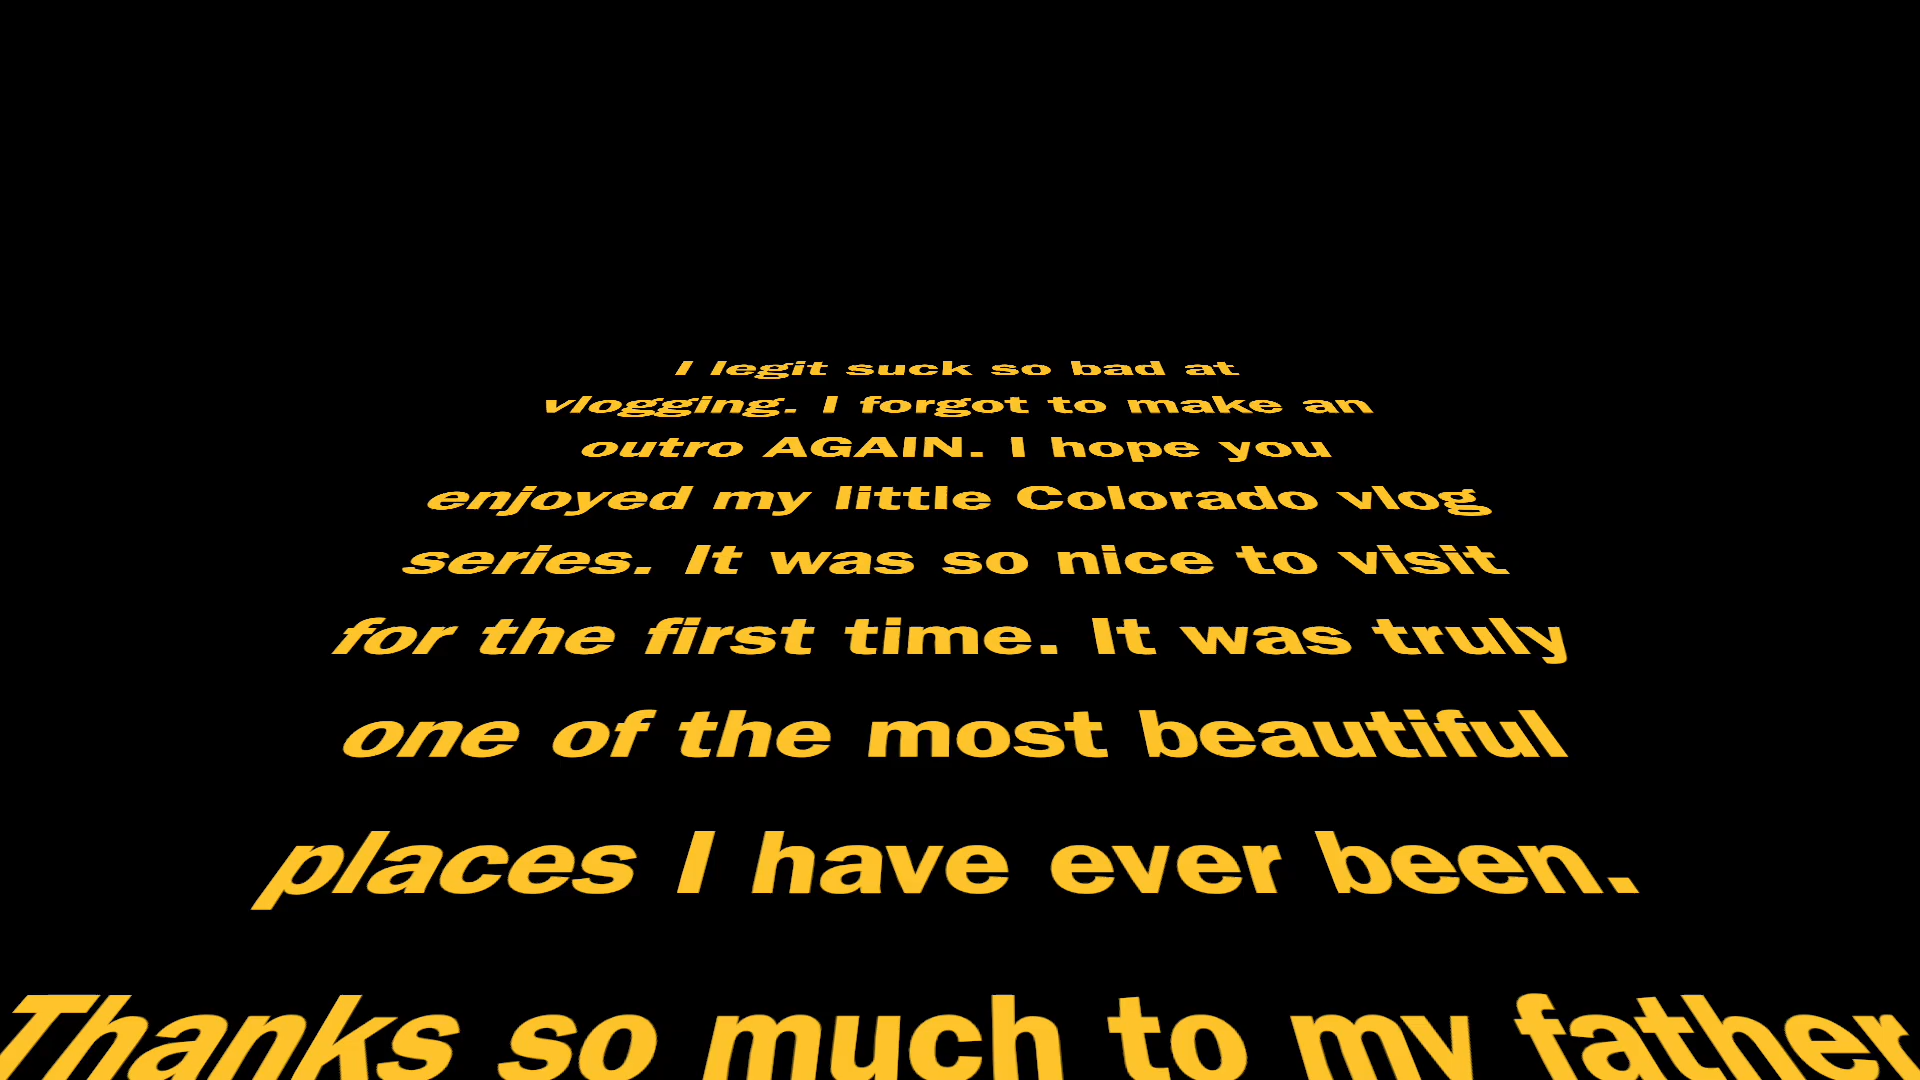 I legit suck so bad at
vlogging. I forgot to make an
outro AGAIN. I hope you
enjoyed my little Colorado vlog
series. It was so nice to visit
for the first time. It was truly
one of the most beautiful
places I have ever been.
Thanks so much to my father